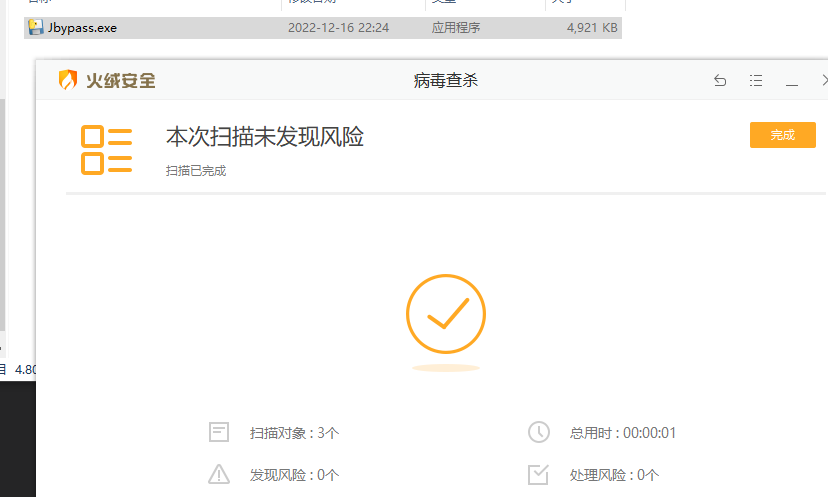 Jbypass.exe 2022-12-16 22:24 应用程序 4,921 KB
火绒安全 病毒查杀
本次扫描未发现风险
完成
扫描已完成
目 4.80
扫描对象 : 3个 总用时 : 00:00:01
发现风险 : 0个 处理风险 : 0个